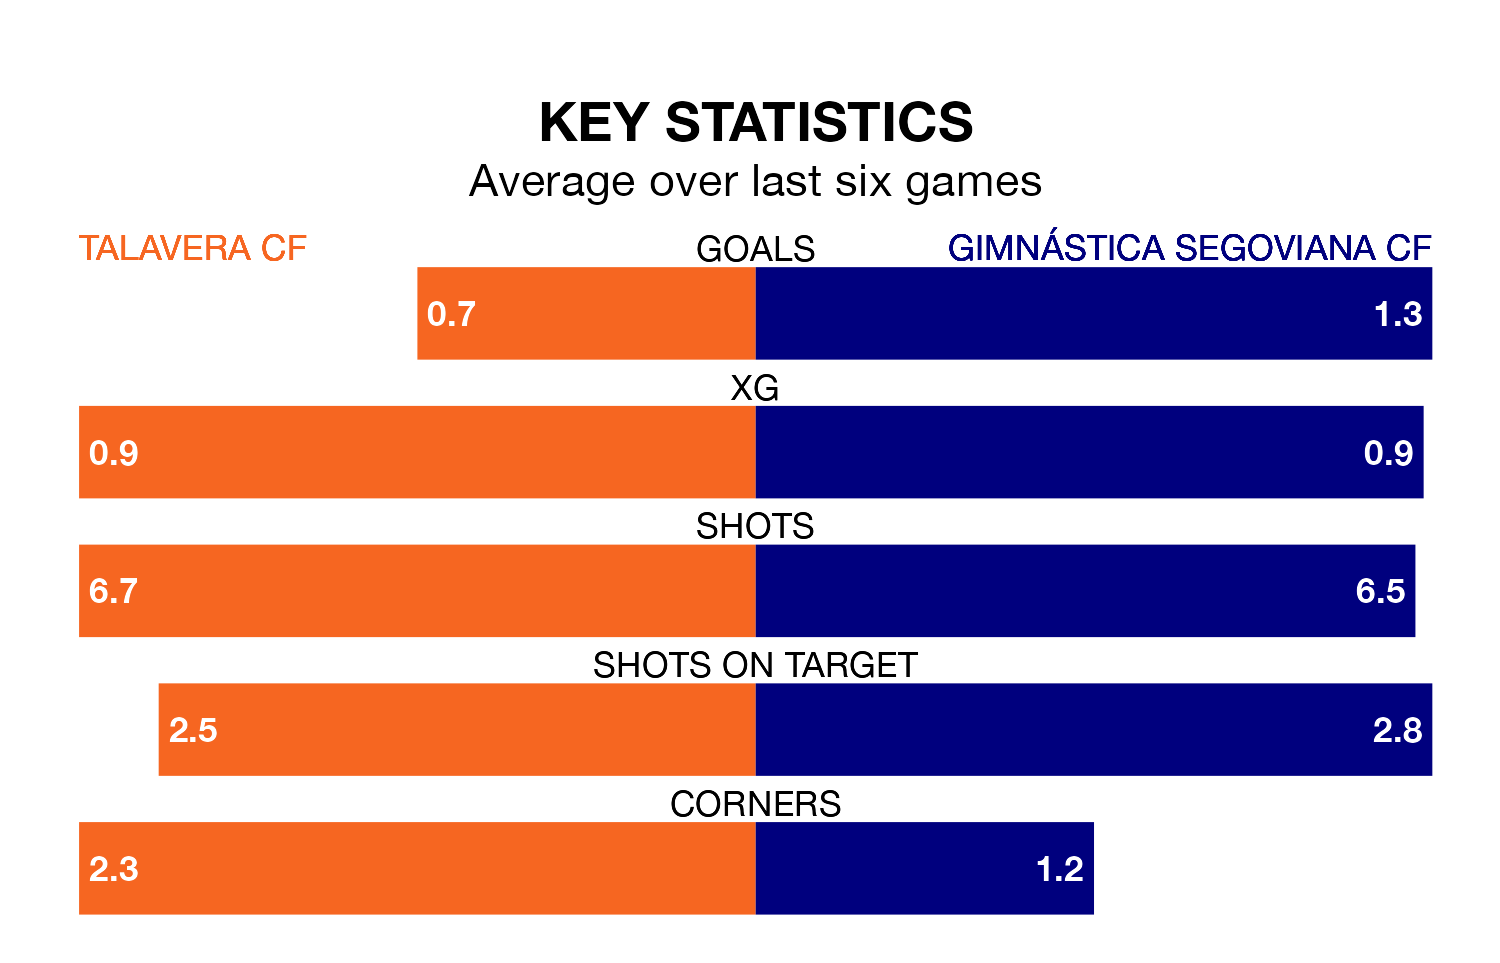 KEY STATISTICS
Average over last six games
TALAVERA CF GOALS GIMNÁSTICA SEGOVIANA CF
0.7 1.3
XG
0.9 0.9
SHOTS
6.7 6.5
SHOTS ON TARGET
2.5 2.8
CORNERS
2.3 1.2